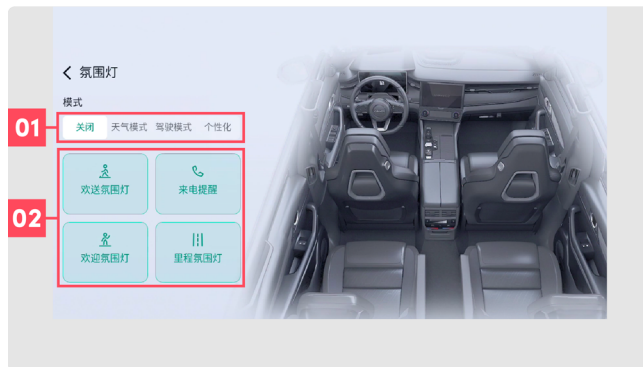 氛围灯
模式
01
关闭 天气模式 驾驶模式 个性化
02
欢送氛围灯 来电提醒
欢迎氛围灯 里程氛围灯